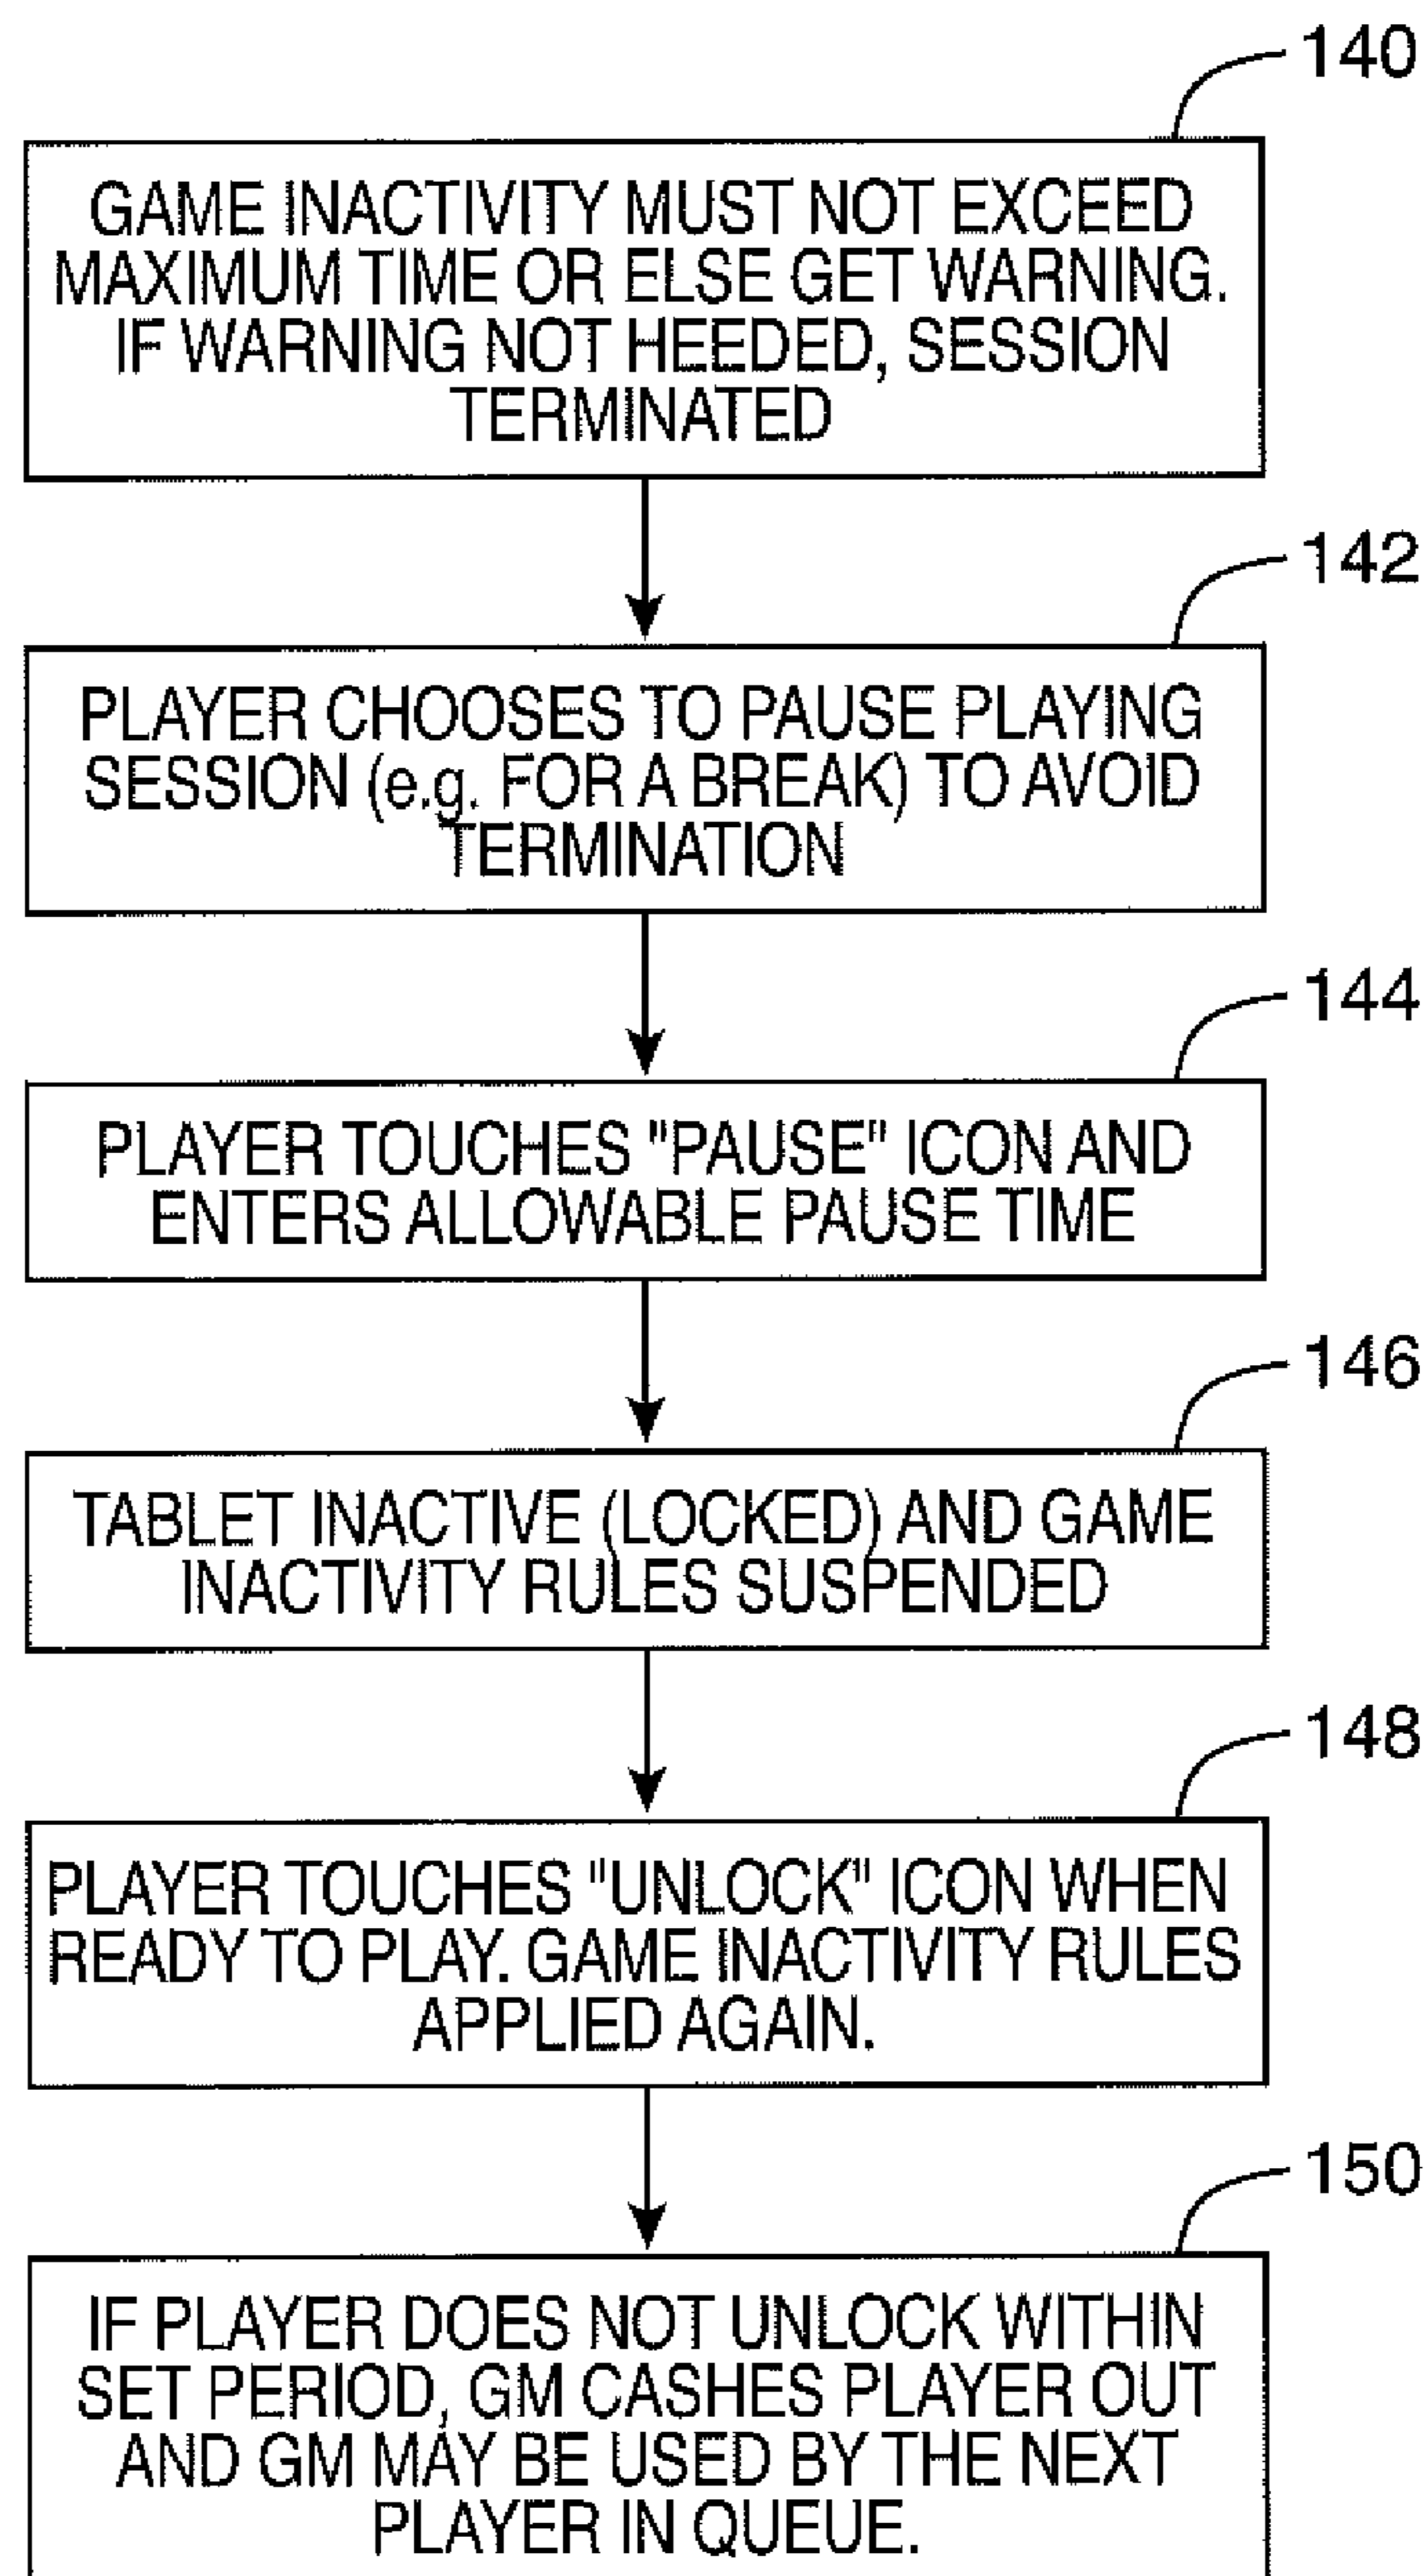 140
GAME INACTIVITY MUST NOT EXCEED
MAXIMUM TIME OR ELSE GET WARNING.
IF WARNING NOT HEEDED, SESSION
TERMINATED
142
PLAYER CHOOSES TO PAUSE PLAYING
SESSION (e.g. FOR A BREAK) TO AVOID
TERMINATION
144
PLAYER TOUCHES "PAUSE" ICON AND
ENTERS ALLOWABLE PAUSE TIME
146
TABLET INACTIVE (LOCKED) AND GAME
INACTIVITY RULES SUSPENDED
148
PLAYER TOUCHES "UNLOCK" ICON WHEN
READY TO PLAY. GAME INACTIVITY RULES
APPLIED AGAIN.
150
IF PLAYER DOES NOT UNLOCK WITHIN
SET PERIOD, GM CASHES PLAYER OUT
AND GM MAY BE USED BY THE NEXT
PLAYER IN QUEUE.